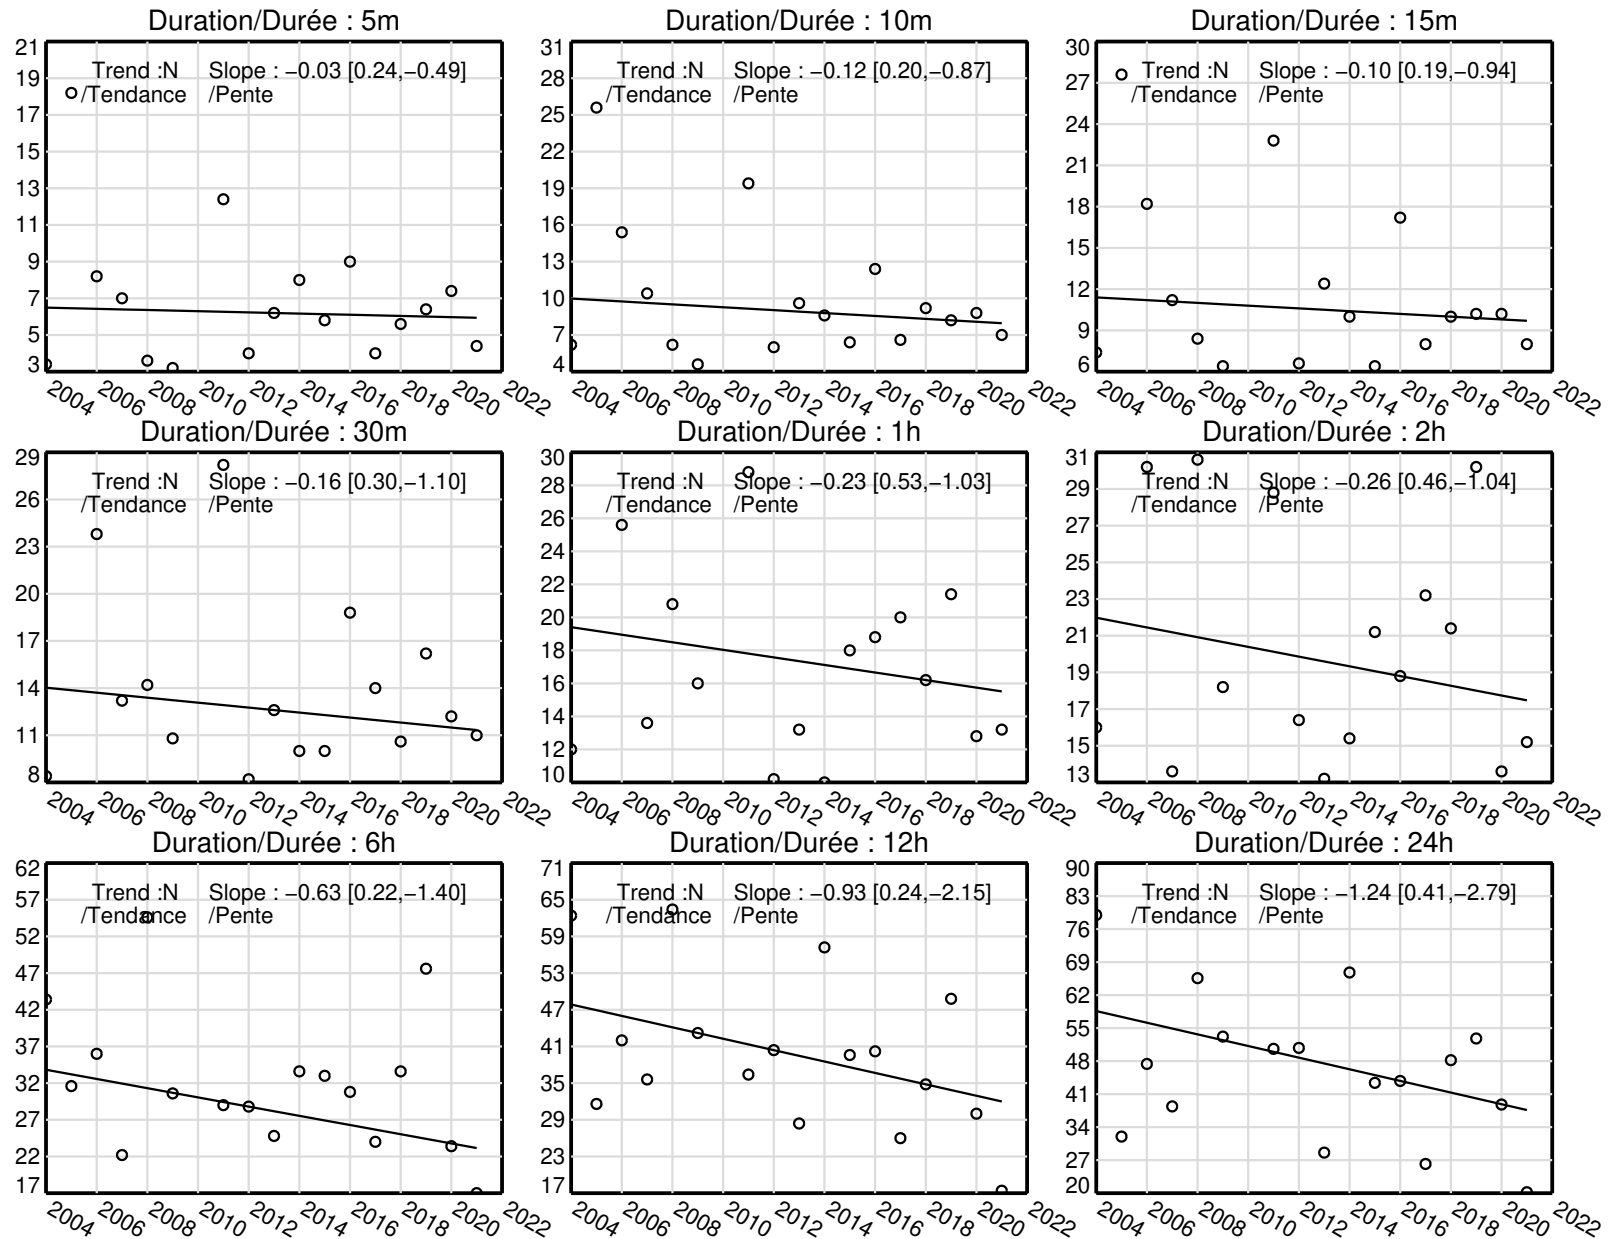 Duration/Durée : 5m
21
19
17
15
13
11
9
7
5
3
Trend :N Slope : −0.03 [0.24,−0.49]
/Tendance /Pente
2004 2006 2008 2010 2012 2014 2016 2018 2020 2022
Duration/Durée : 10m
31
28
25
22
19
16
13
10
7
4
Trend :N Slope : −0.12 [0.20,−0.87]
/Tendance /Pente
2004 2006 2008 2010 2012 2014 2016 2018 2020 2022
Duration/Durée : 15m
30
27
24
21
18
15
12
9
6
Trend :N Slope : −0.10 [0.19,−0.94]
/Tendance /Pente
2004 2006 2008 2010 2012 2014 2016 2018 2020 2022
Duration/Durée : 30m
29
26
23
20
17
14
11
8
Trend :N Slope : −0.16 [0.30,−1.10]
/Tendance /Pente
2004 2006 2008 2010 2012 2014 2016 2018 2020 2022
Duration/Durée : 1h
30
28
26
24
22
20
18
16
14
12
10
Trend :N Slope : −0.23 [0.53,−1.03]
/Tendance /Pente
2004 2006 2008 2010 2012 2014 2016 2018 2020 2022
Duration/Durée : 2h
31
29
27
25
23
21
19
17
15
13
Trend :N Slope : −0.26 [0.46,−1.04]
/Tendance /Pente
2004 2006 2008 2010 2012 2014 2016 2018 2020 2022
Duration/Durée : 6h
62
57
52
47
42
37
32
27
22
17
Trend :N Slope : −0.63 [0.22,−1.40]
/Tendance /Pente
2004 2006 2008 2010 2012 2014 2016 2018 2020 2022
Duration/Durée : 12h
71
65
59
53
47
41
35
29
23
17
Trend :N Slope : −0.93 [0.24,−2.15]
/Tendance /Pente
2004 2006 2008 2010 2012 2014 2016 2018 2020 2022
Duration/Durée : 24h
90
83
76
69
62
55
48
41
34
27
20
Trend :N Slope : −1.24 [0.41,−2.79]
/Tendance /Pente
2004 2006 2008 2010 2012 2014 2016 2018 2020 2022